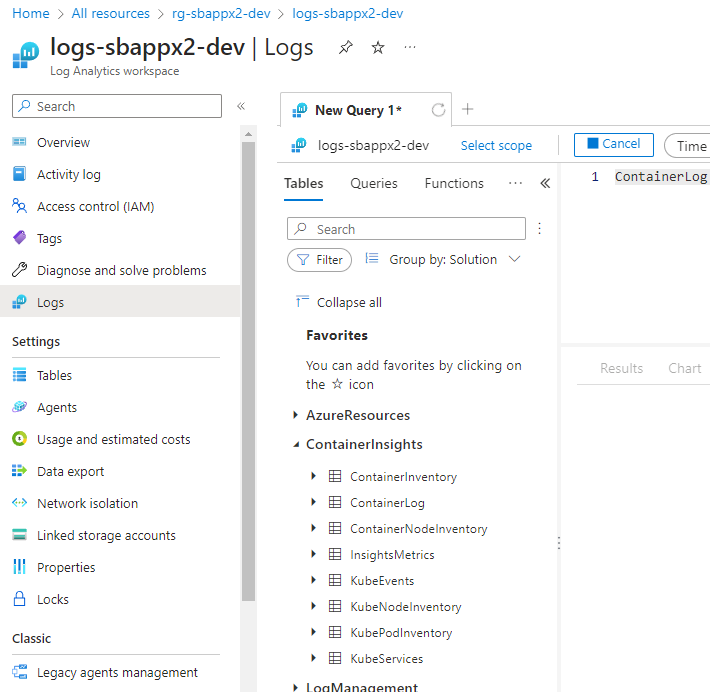 Home > All resources > rg-sbappx2-dev > logs-sbappx2-dev
logs-sbappx2-dev | Logs
Log Analytics workspace
Search
Overview
Activity log
Access control (IAM)
Tags
Diagnose and solve problems
Logs
Settings
Tables
Agents
Usage and estimated costs
Data export
Network isolation
Linked storage accounts
Properties
Locks
Classic
Legacy agents management
New Query 1*
logs-sbappx2-dev Select scope Cancel Time
Tables Queries Functions
Search
Filter Group by: Solution
Collapse all
Favorites
You can add favorites by clicking on
the ☆ icon
AzureResources
ContainerInsights
ContainerInventory
ContainerLog
ContainerNodeInventory
InsightsMetrics
KubeEvents
KubeNodeInventory
KubePodInventory
KubeServices
LogManagement
1 ContainerLog
Results Chart